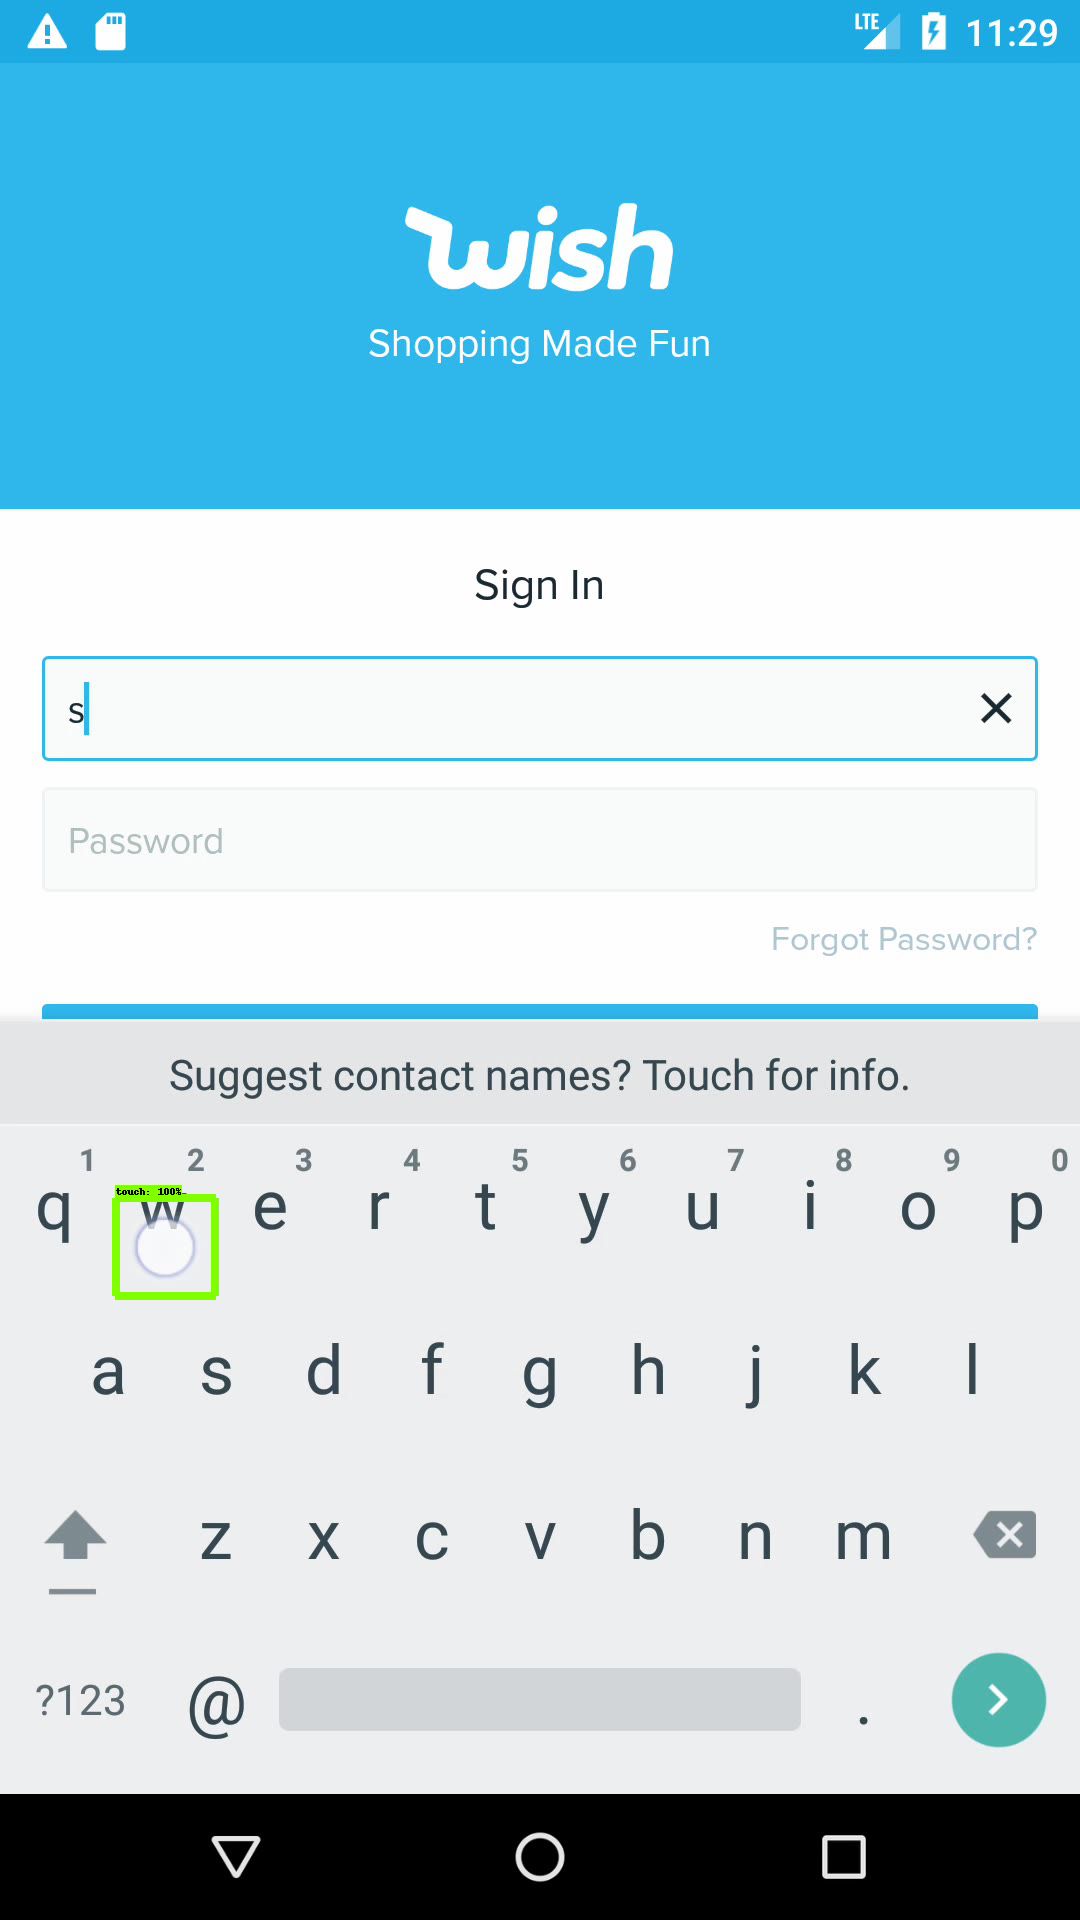 LTE 11:29
wish
Shopping Made Fun
Sign In
s
Password
Forgot Password?
Suggest contact names? Touch for info.
1 2 3 4 5 6 7 8 9 0
touch: 100%
q w e r t y u i o p
a s d f g h j k l
z x c v b n m
?123 @ .